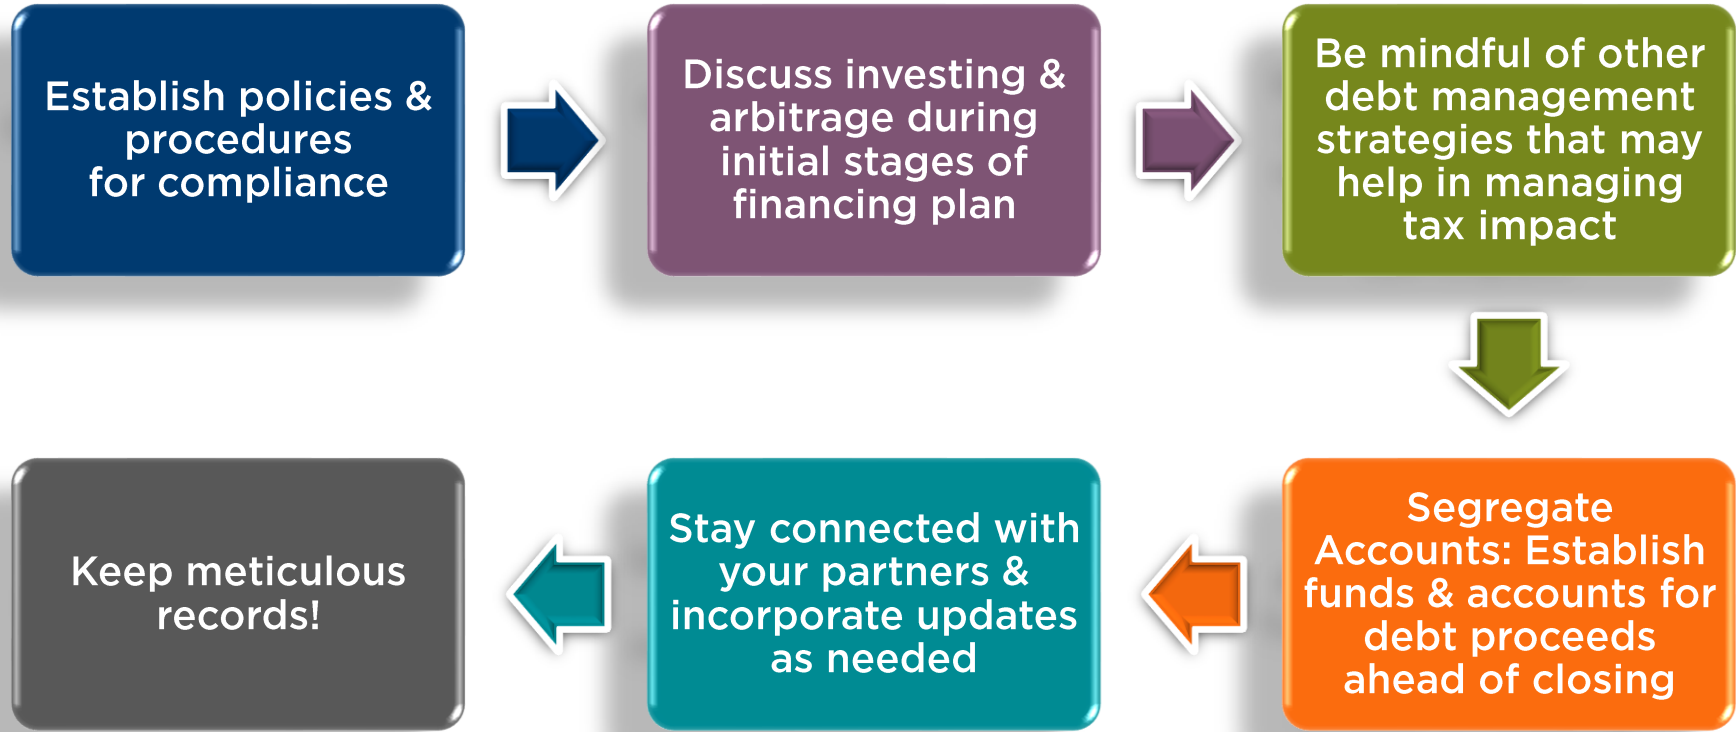 Establish policies &
procedures
for compliance
Discuss investing &
arbitrage during
initial stages of
financing plan
Be mindful of other
debt management
strategies that may
help in managing
tax impact
Segregate
Accounts: Establish
funds & accounts for
debt proceeds
ahead of closing
Stay connected with
your partners &
incorporate updates
as needed
Keep meticulous
records!